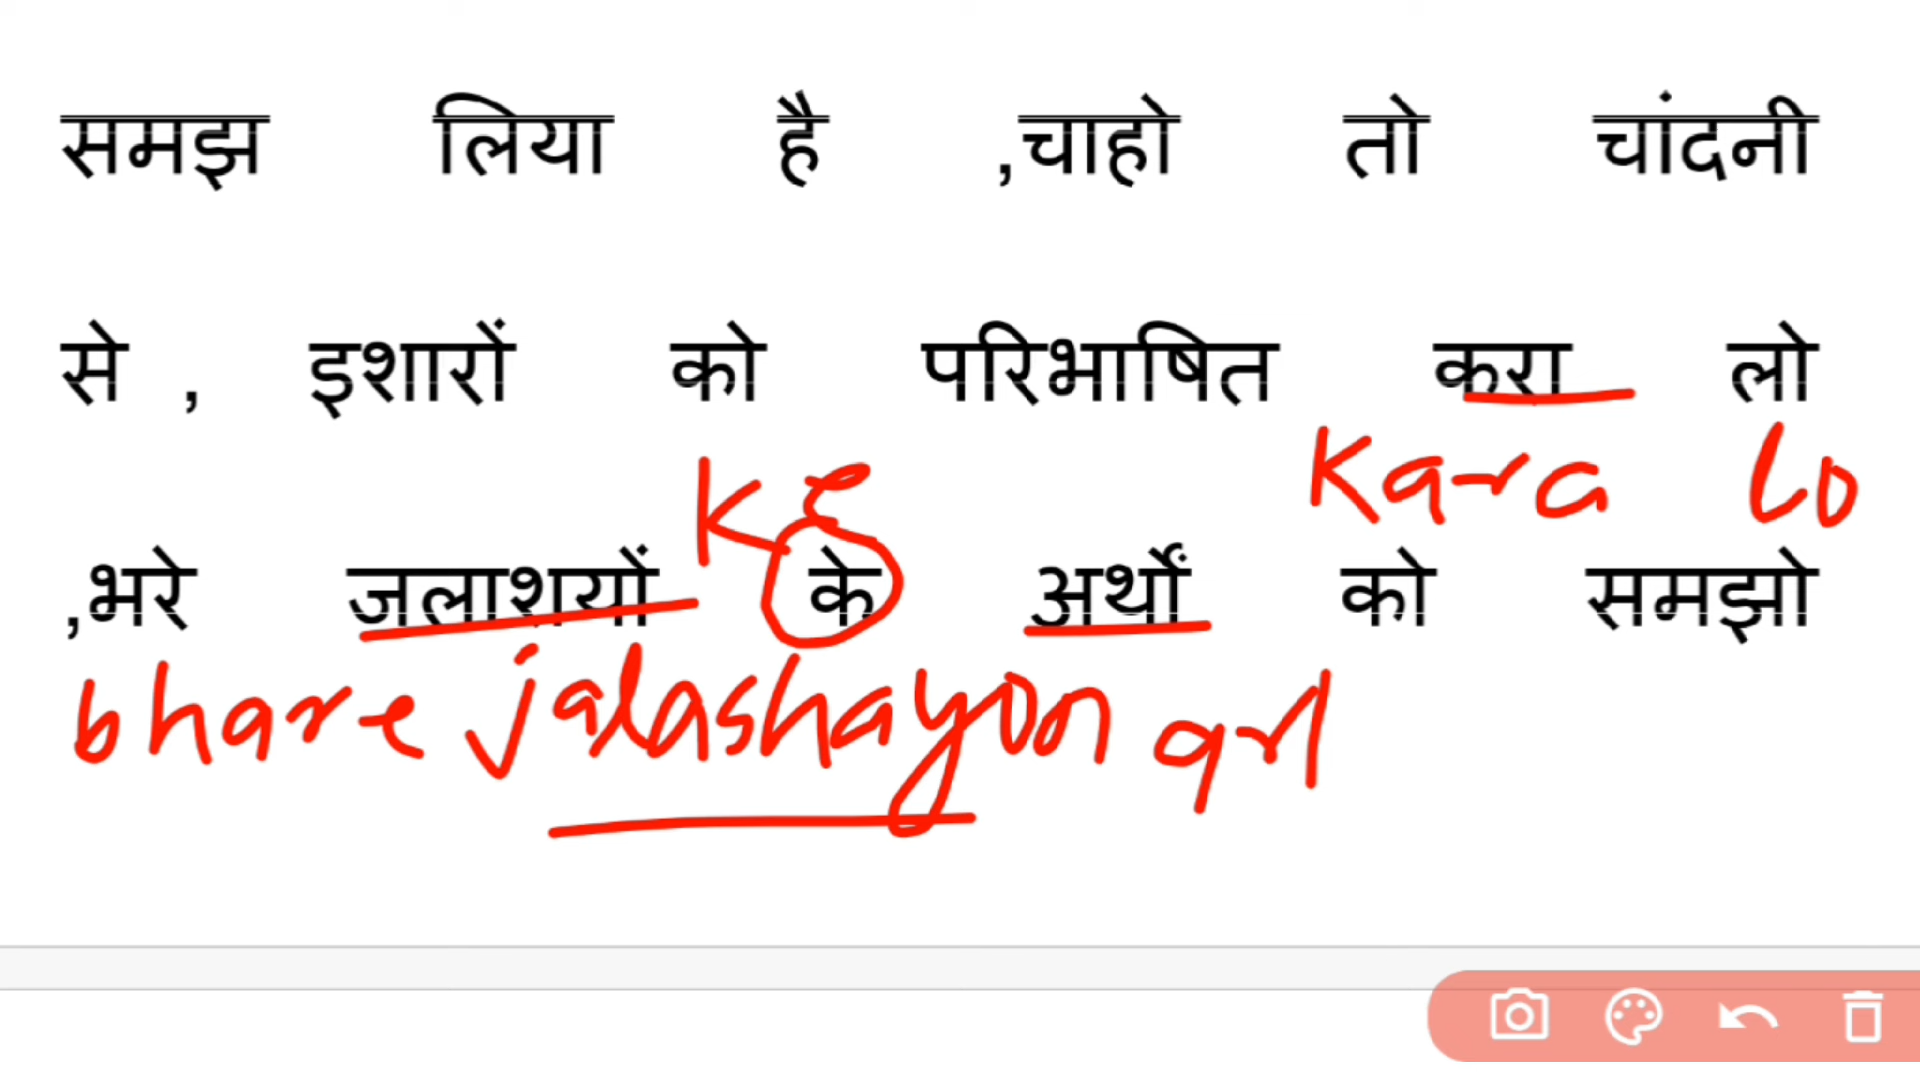 समझ लिया है ,चाहो तो चांदनी
से , इशारों को परिभाषित करा लो
ke kara lo
,भरे जलाशयों के अर्थों को समझो
bhare jalashayon